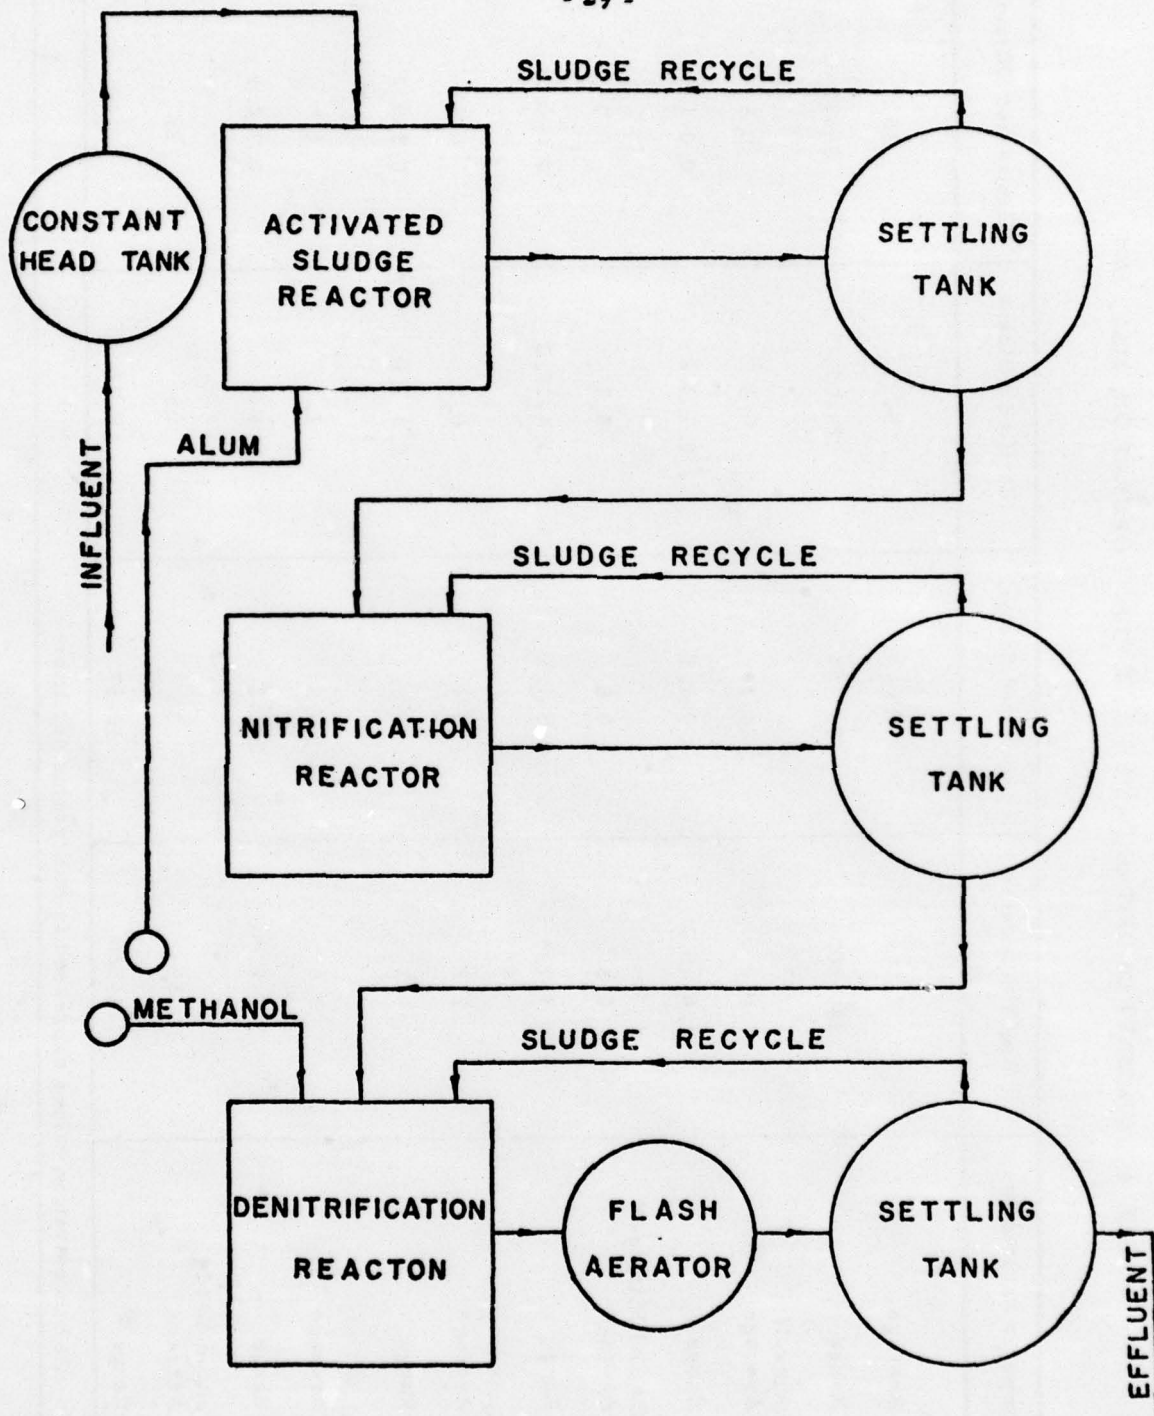 SLUDGE RECYCLE
CONSTANT
HEAD TANK
ACTIVATED
SLUDGE
REACTOR
SETTLING
TANK
INFLUENT
ALUM
SLUDGE RECYCLE
NITRIFICATION
REACTOR
SETTLING
TANK
METHANOL
SLUDGE RECYCLE
DENITRIFICATION
REACTON
FLASH
AERATOR
SETTLING
TANK
EFFLUENT